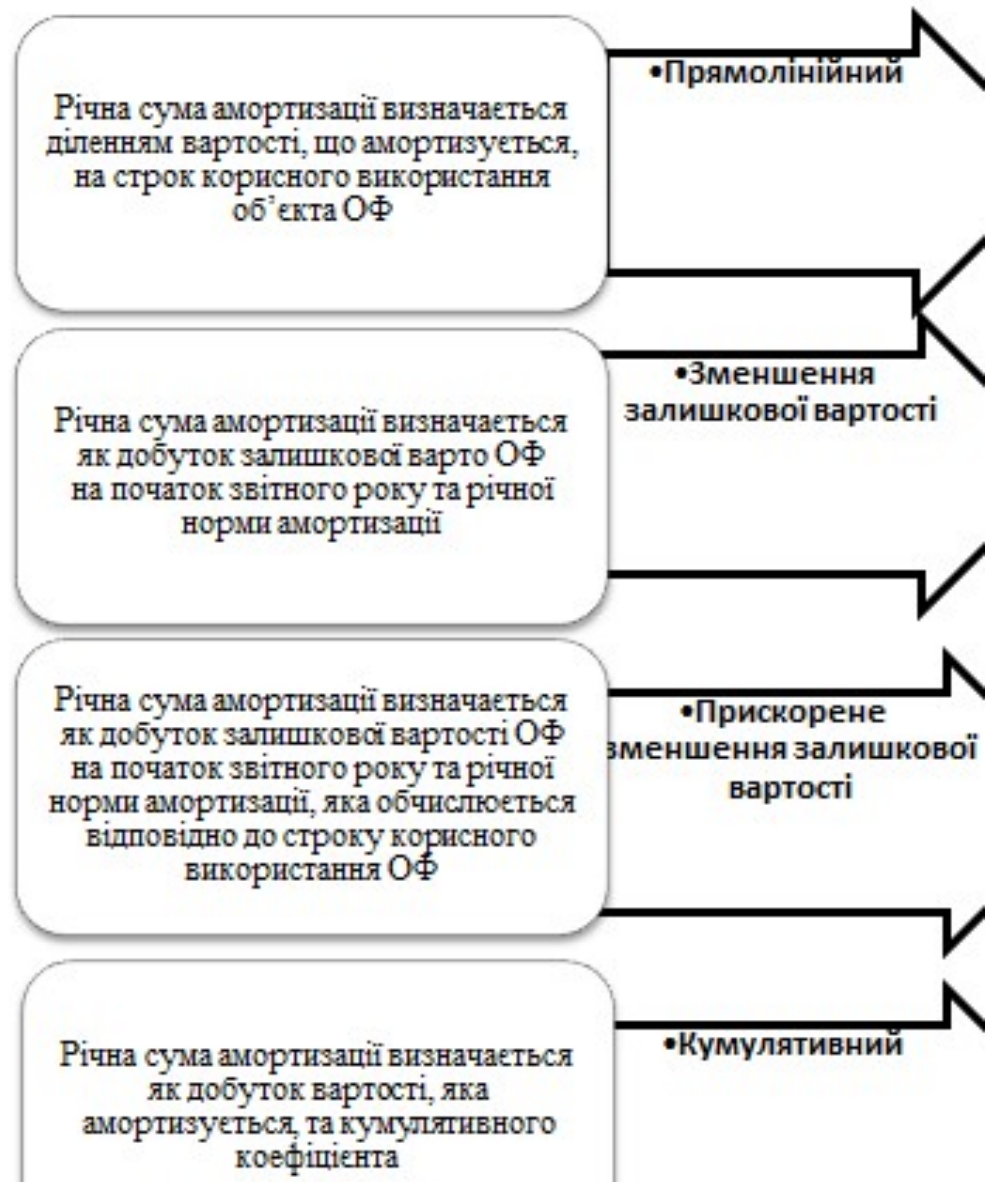 Річна сума амортизації визначається
діленням вартості, що амортизується,
на строк корисного використання
об’єкта ОФ
•Прямолінійний
Річна сума амортизації визначається
як добуток залишкової варто ОФ
на початок звітного року та річної
норми амортизації
•Зменшення
залишкової вартості
Річна сума амортизації визначається
як добуток залишкової вартості ОФ
на початок звітного року та річної
норми амортизації, яка обчислюється
відповідно до строку корисного
використання ОФ
•Прискорене
зменшення залишкової
вартості
Річна сума амортизації визначається
як добуток вартості, яка
амортизується, та кумулятивного
коефіцієнта
•Кумулятивний